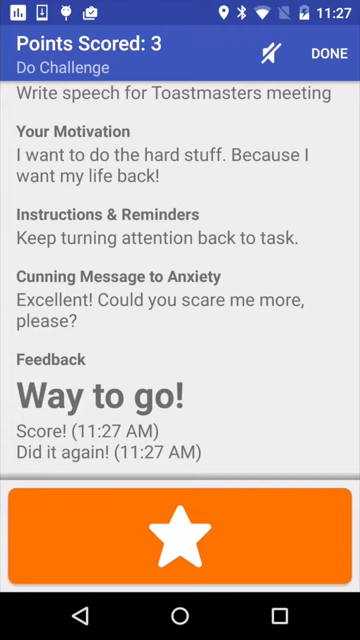 11:27
Points Scored: 3
Do Challenge
DONE
Write speech for Toastmasters meeting
Your Motivation
I want to do the hard stuff. Because I
want my life back!
Instructions & Reminders
Keep turning attention back to task.
Cunning Message to Anxiety
Excellent! Could you scare me more,
please?
Feedback
Way to go!
Score! (11:27 AM)
Did it again! (11:27 AM)